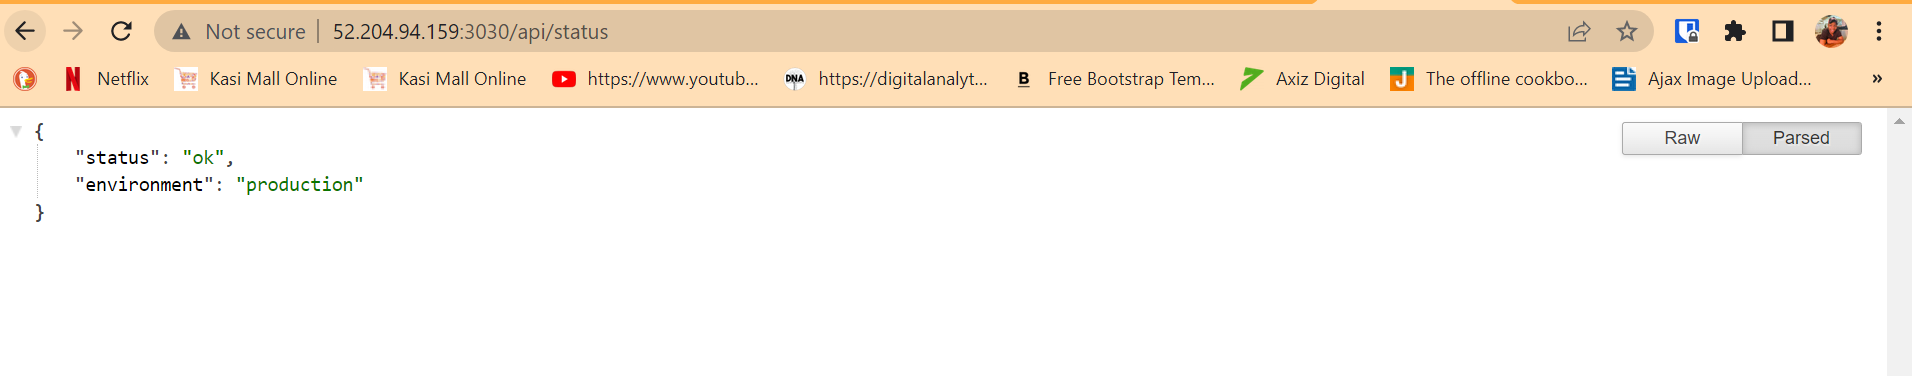 Not secure | 52.204.94.159:3030/api/status
Netflix Kasi Mall Online Kasi Mall Online https://www.youtub... DNA https://digitalanalyt... B Free Bootstrap Tem... Axiz Digital J The offline cookbo... Ajax Image Upload... »
{
Raw Parsed
"status": "ok",
"environment": "production"
}